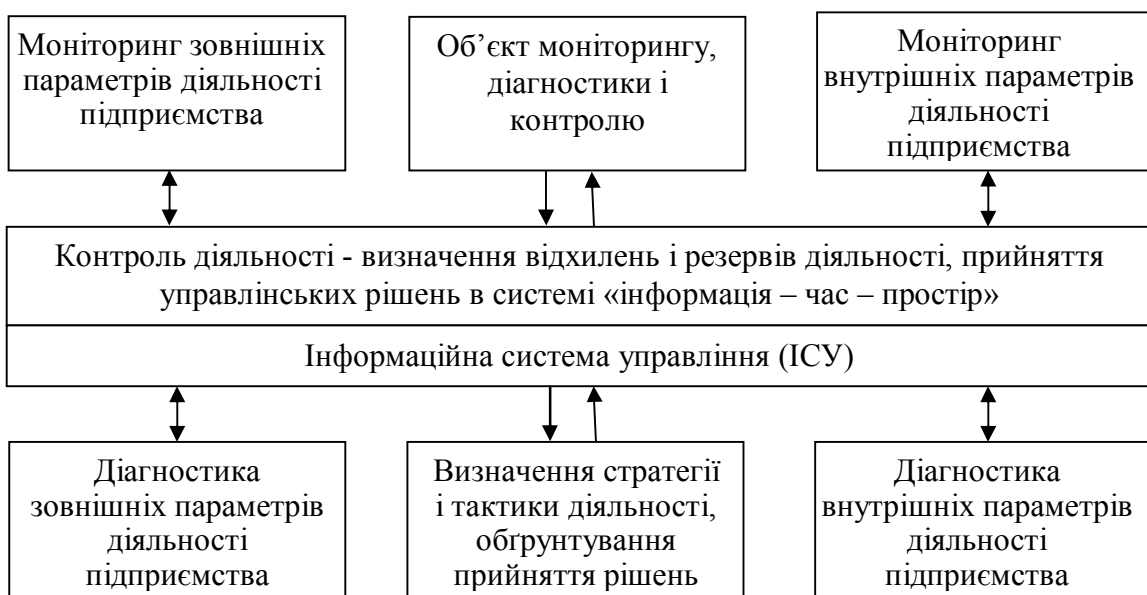 Моніторинг зовнішніх
параметрів діяльності
підприємства
Об’єкт моніторингу,
діагностики і
контролю
Моніторинг
внутрішніх параметрів
діяльності
підприємства
Контроль діяльності - визначення відхилень і резервів діяльності, прийняття
управлінських рішень в системі «інформація – час – простір»
Інформаційна система управління (ІСУ)
Діагностика
зовнішніх параметрів
діяльності
підприємства
Визначення стратегії
і тактики діяльності,
обґрунтування
прийняття рішень
Діагностика
внутрішніх параметрів
діяльності
підприємства